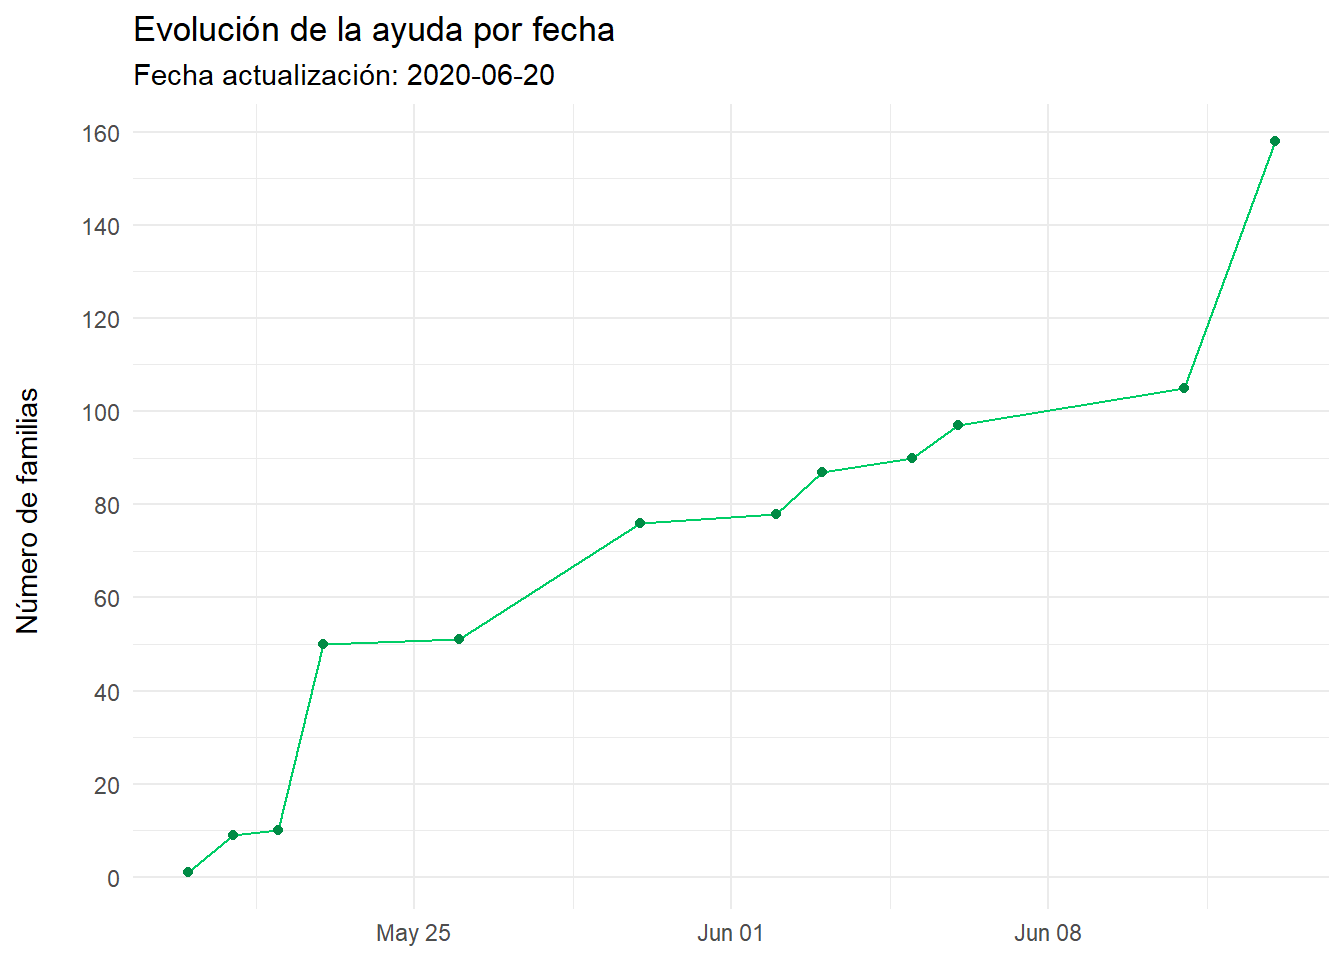 Evolución de la ayuda por fecha
Fecha actualización: 2020-06-20
Número de familias
160
140
120
100
80
60
40
20
0
May 25
Jun 01
Jun 08